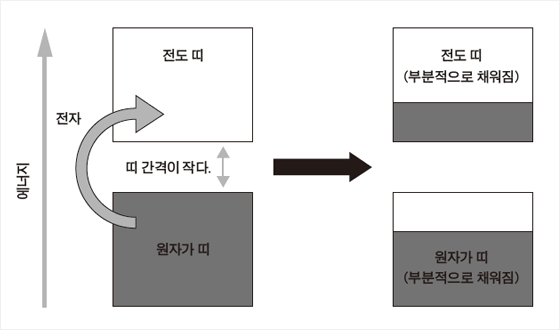 에너지
전자
전도 띠
띠 간격이 작다.
원자가 띠
전도 띠
(부분적으로 채워짐)
원자가 띠
(부분적으로 채워짐)